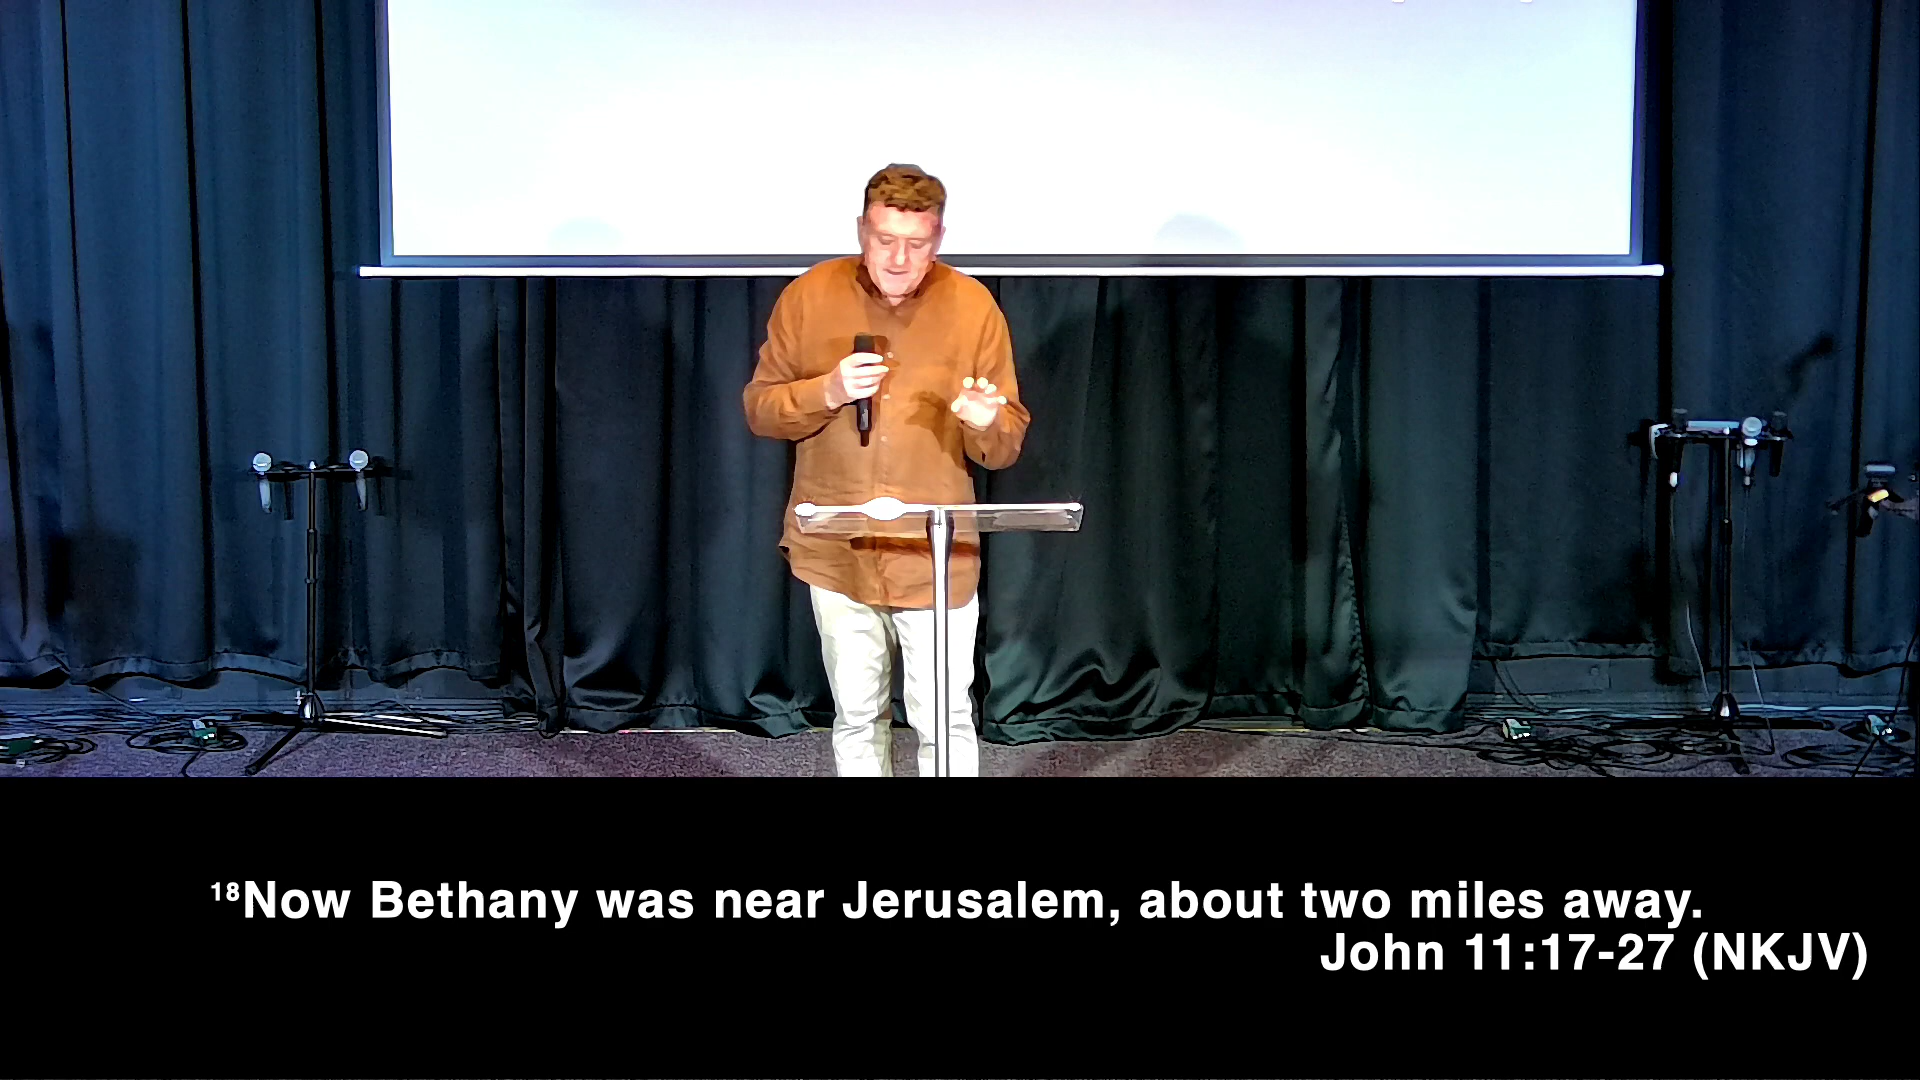 ¹⁸Now Bethany was near Jerusalem, about two miles away.
John 11:17-27 (NKJV)